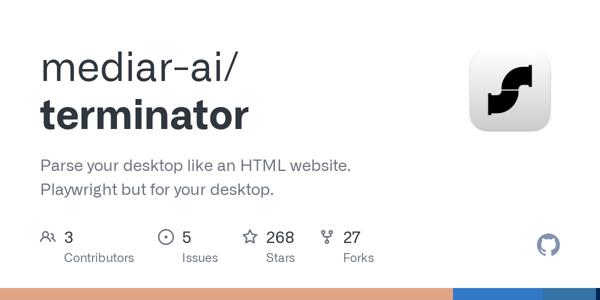 mediar-ai/
terminator
Parse your desktop like an HTML website.
Playwright but for your desktop.
3 5 268 27
Contributors Issues Stars Forks